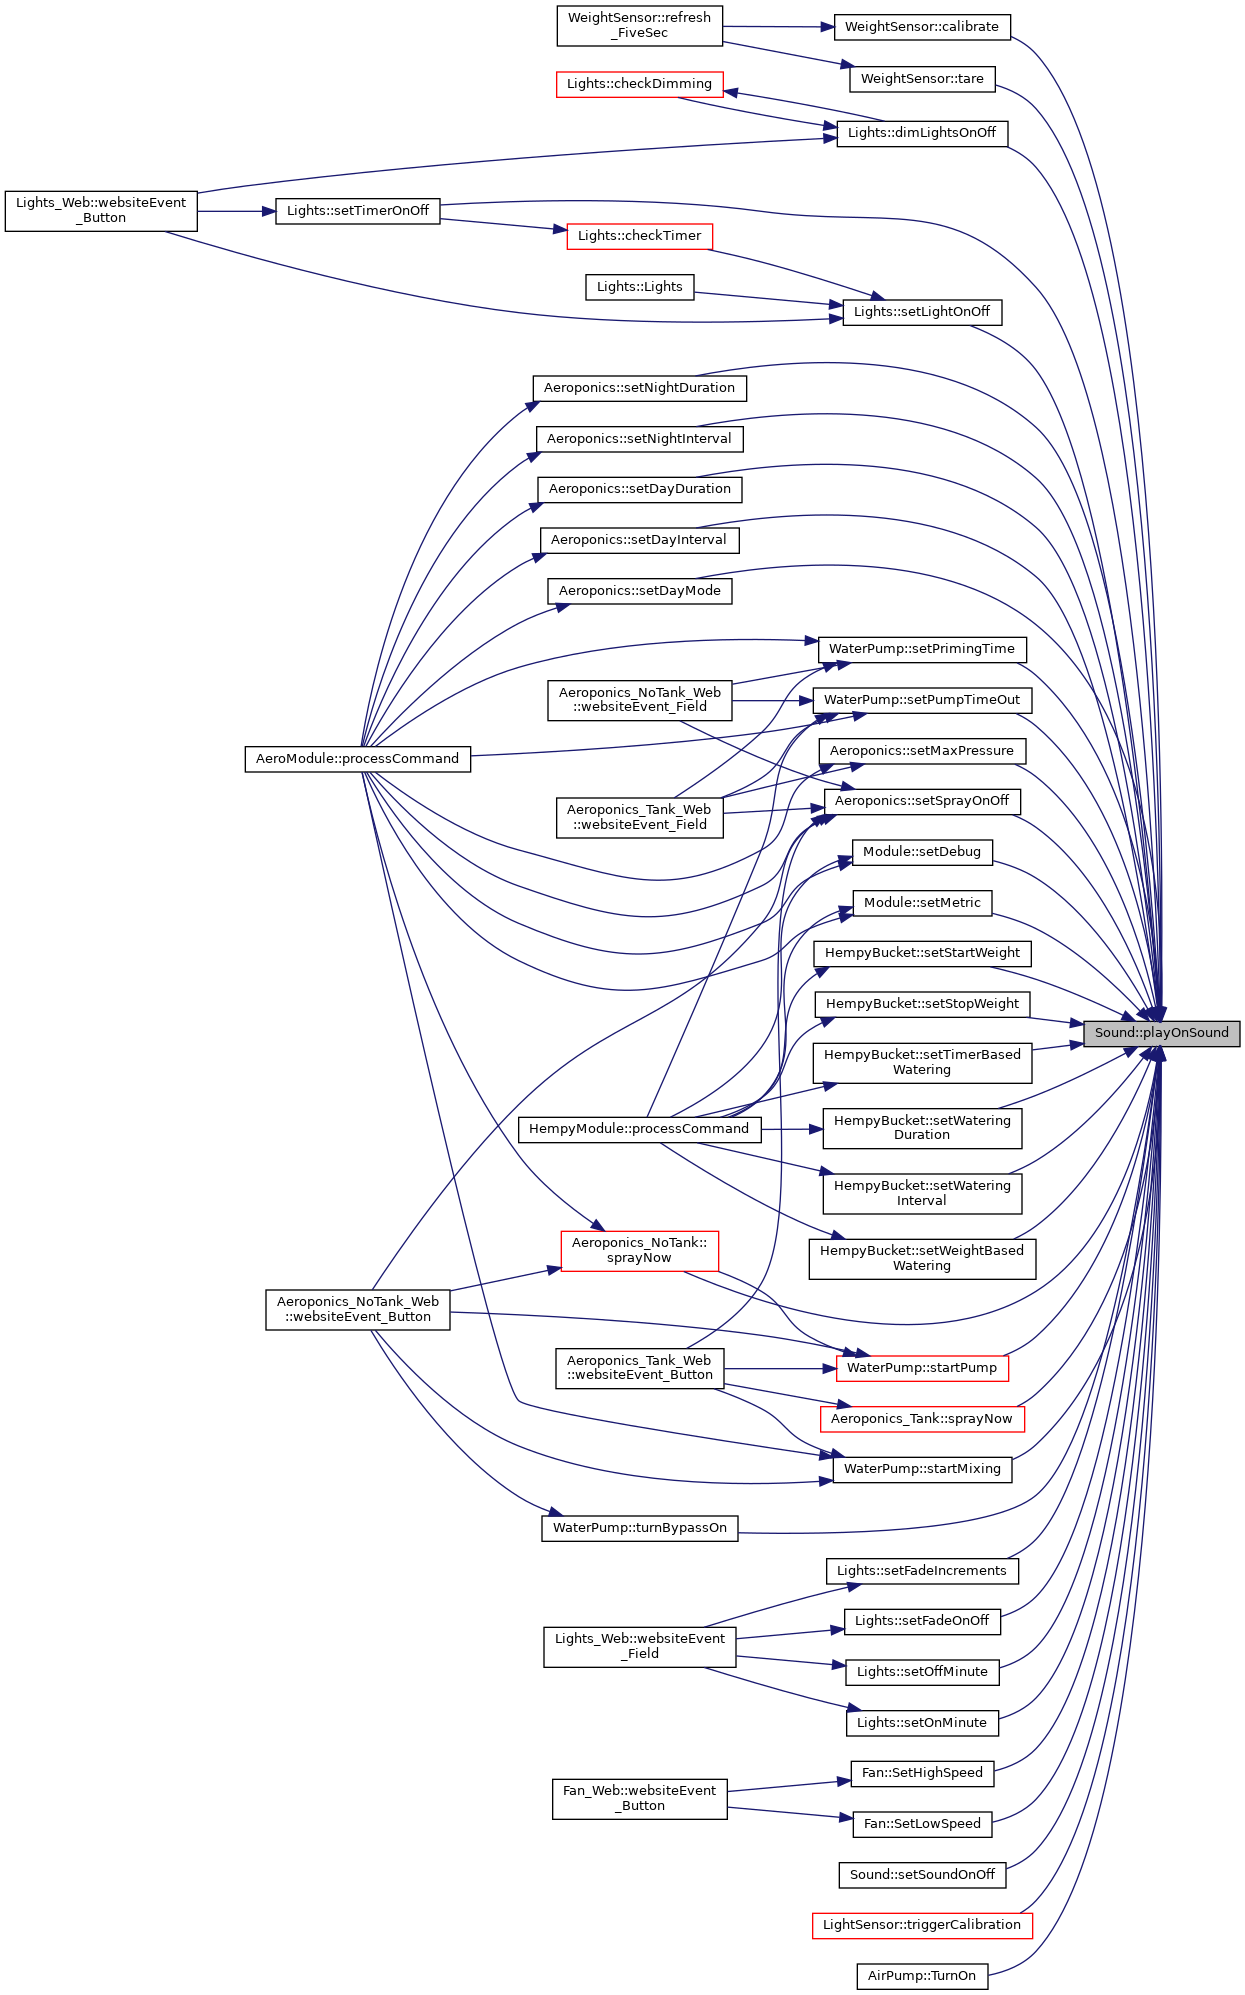 WeightSensor::refresh
_FiveSec
WeightSensor::calibrate
WeightSensor::tare
Lights::checkDimming
Lights::dimLightsOnOff
Lights_Web::websiteEvent
_Button
Lights::setTimerOnOff
Lights::checkTimer
Lights::Lights
Lights::setLightOnOff
Aeroponics::setNightDuration
Aeroponics::setNightInterval
Aeroponics::setDayDuration
Aeroponics::setDayInterval
Aeroponics::setDayMode
WaterPump::setPrimingTime
Aeroponics_NoTank_Web
::websiteEvent_Field
WaterPump::setPumpTimeOut
AeroModule::processCommand
Aeroponics::setMaxPressure
Aeroponics_Tank_Web
::websiteEvent_Field
Aeroponics::setSprayOnOff
Module::setDebug
Module::setMetric
HempyBucket::setStartWeight
HempyBucket::setStopWeight
Sound::playOnSound
HempyBucket::setTimerBased
Watering
HempyModule::processCommand
HempyBucket::setWatering
Duration
HempyBucket::setWatering
Interval
Aeroponics_NoTank::
sprayNow
HempyBucket::setWeightBased
Watering
Aeroponics_NoTank_Web
::websiteEvent_Button
Aeroponics_Tank_Web
::websiteEvent_Button
WaterPump::startPump
Aeroponics_Tank::sprayNow
WaterPump::startMixing
WaterPump::turnBypassOn
Lights::setFadeIncrements
Lights::setFadeOnOff
Lights_Web::websiteEvent
_Field
Lights::setOffMinute
Lights::setOnMinute
Fan::SetHighSpeed
Fan_Web::websiteEvent
_Button
Fan::SetLowSpeed
Sound::setSoundOnOff
LightSensor::triggerCalibration
AirPump::TurnOn